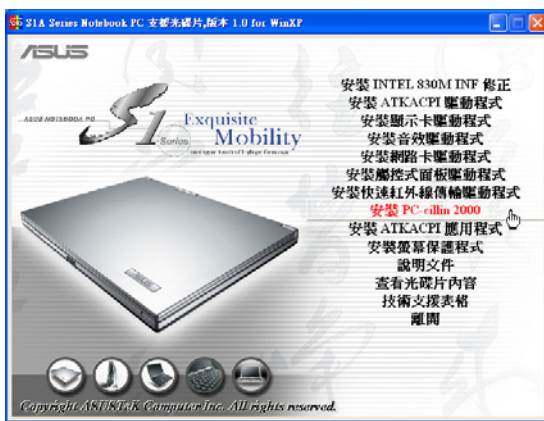 S1A Series Notebook PC 支援光碟片,版本 1.0 for WinXP
ASUS
ASUS NOTEBOOK PC
S1
Series
Exquisite
Mobility
安裝 INTEL 830M INF 修正
安裝 ATKACPI 驅動程式
安裝顯示卡驅動程式
安裝音效驅動程式
安裝網路卡驅動程式
安裝觸控式面板驅動程式
安裝快速紅外線傳輸驅動程式
安裝 PC-cillin 2000
安裝 ATKACPI 應用程式
安裝螢幕保護程式
說明文件
查看光碟片內容
技術支援表格
離開
Copyright ASUSTeK Computer Inc. All rights reserved.